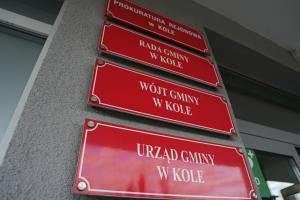 PROKURATURA REJONOWA
W KOLE
RADA GMINY
W KOLE
WÓJT GMINY
W KOLE
URZĄD GMINY
W KOLE